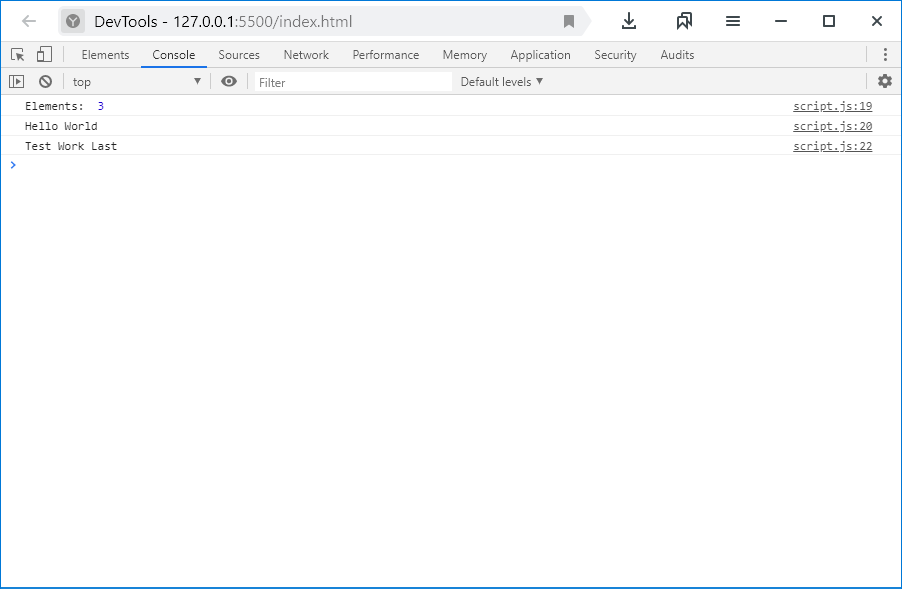 DevTools - 127.0.0.1:5500/index.html
Elements Console Sources Network Performance Memory Application Security Audits
top Filter Default levels
Elements: 3 script.js:19
Hello World script.js:20
Test Work Last script.js:22